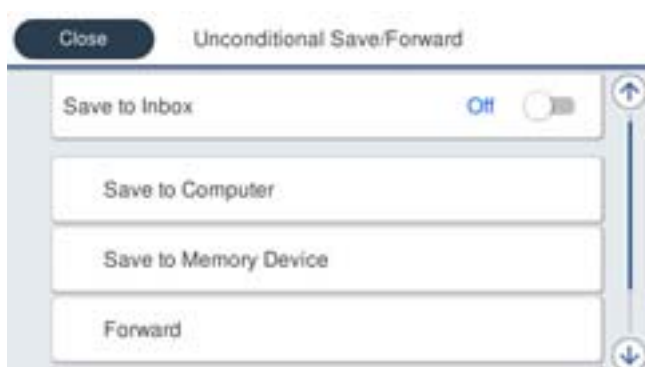 Close Unconditional Save/Forward
Save to Inbox Off
Save to Computer
Save to Memory Device
Forward